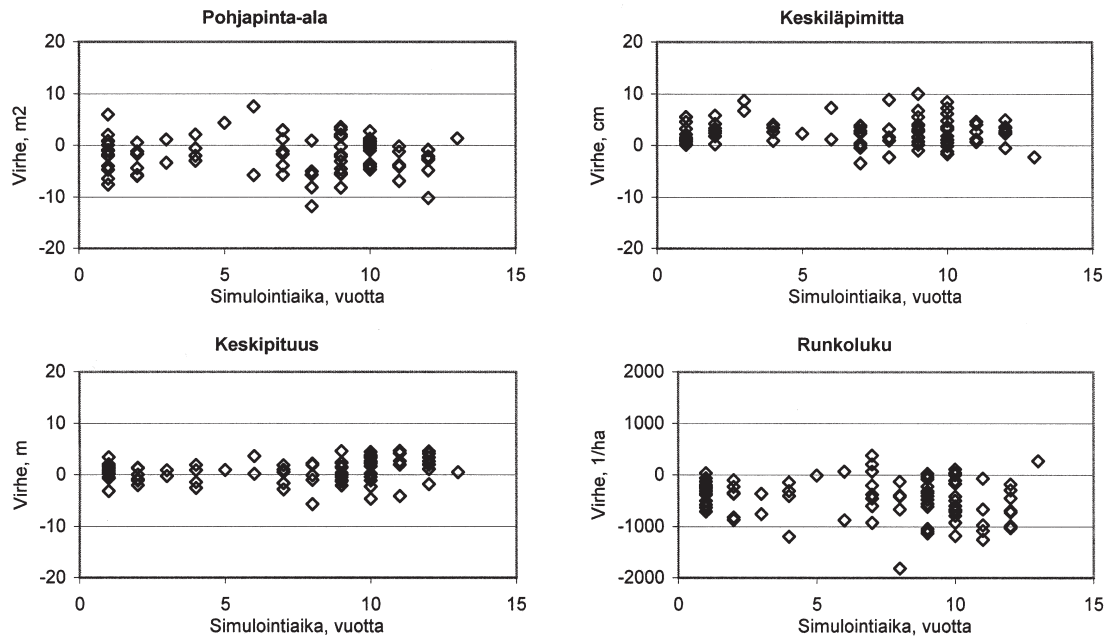 Pohjapinta-ala
20
10
0
-10
-20
Virhe, m2
0 5 10 15
Simulointiaika, vuotta
Keskiläpimitta
20
10
0
-10
-20
Virhe, cm
0 5 10 15
Simulointiaika, vuotta
Keskipituus
20
10
0
-10
-20
Virhe, m
0 5 10 15
Simulointiaika, vuotta
Runkoluku
2000
1000
0
-1000
-2000
Virhe, 1/ha
0 5 10 15
Simulointiaika, vuotta